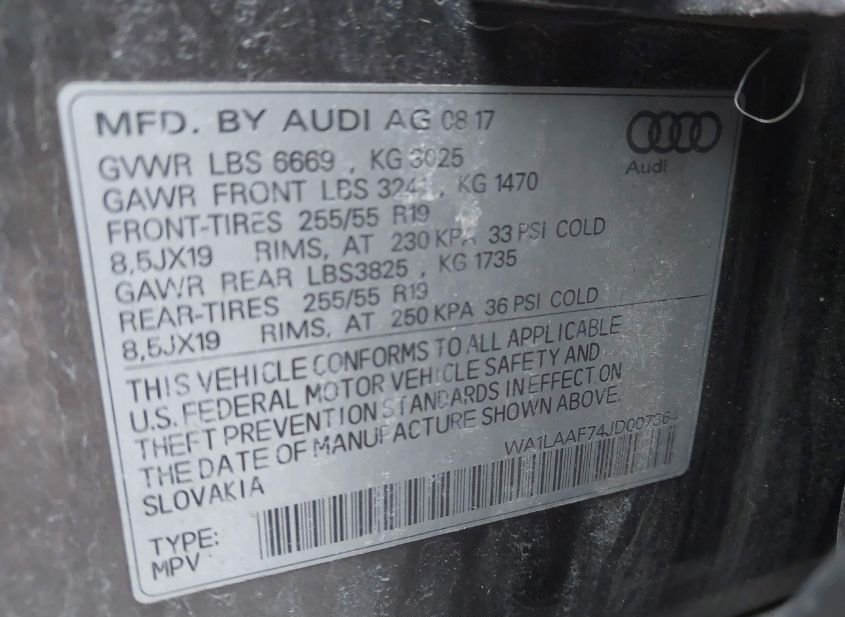 MFD. BY AUDI AG 08 17
Audi
GVWR LBS 6669 , KG 3025
GAWR FRONT LBS 3241 , KG 1470
FRONT-TIRES 255/55 R19
8,5JX19 RIMS, AT 230 KPA 33 PSI COLD
GAWR REAR LBS3825 , KG 1735
REAR-TIRES 255/55 R19
8,5JX19 RIMS, AT 250 KPA 36 PSI COLD
THIS VEHICLE CONFORMS TO ALL APPLICABLE
U.S. FEDERAL MOTOR VEHICLE SAFETY AND
THEFT PREVENTION STANDARDS IN EFFECT ON
THE DATE OF MANUFACTURE SHOWN ABOVE.
SLOVAKIA
WA1LAAF74JD007364
TYPE:
MPV